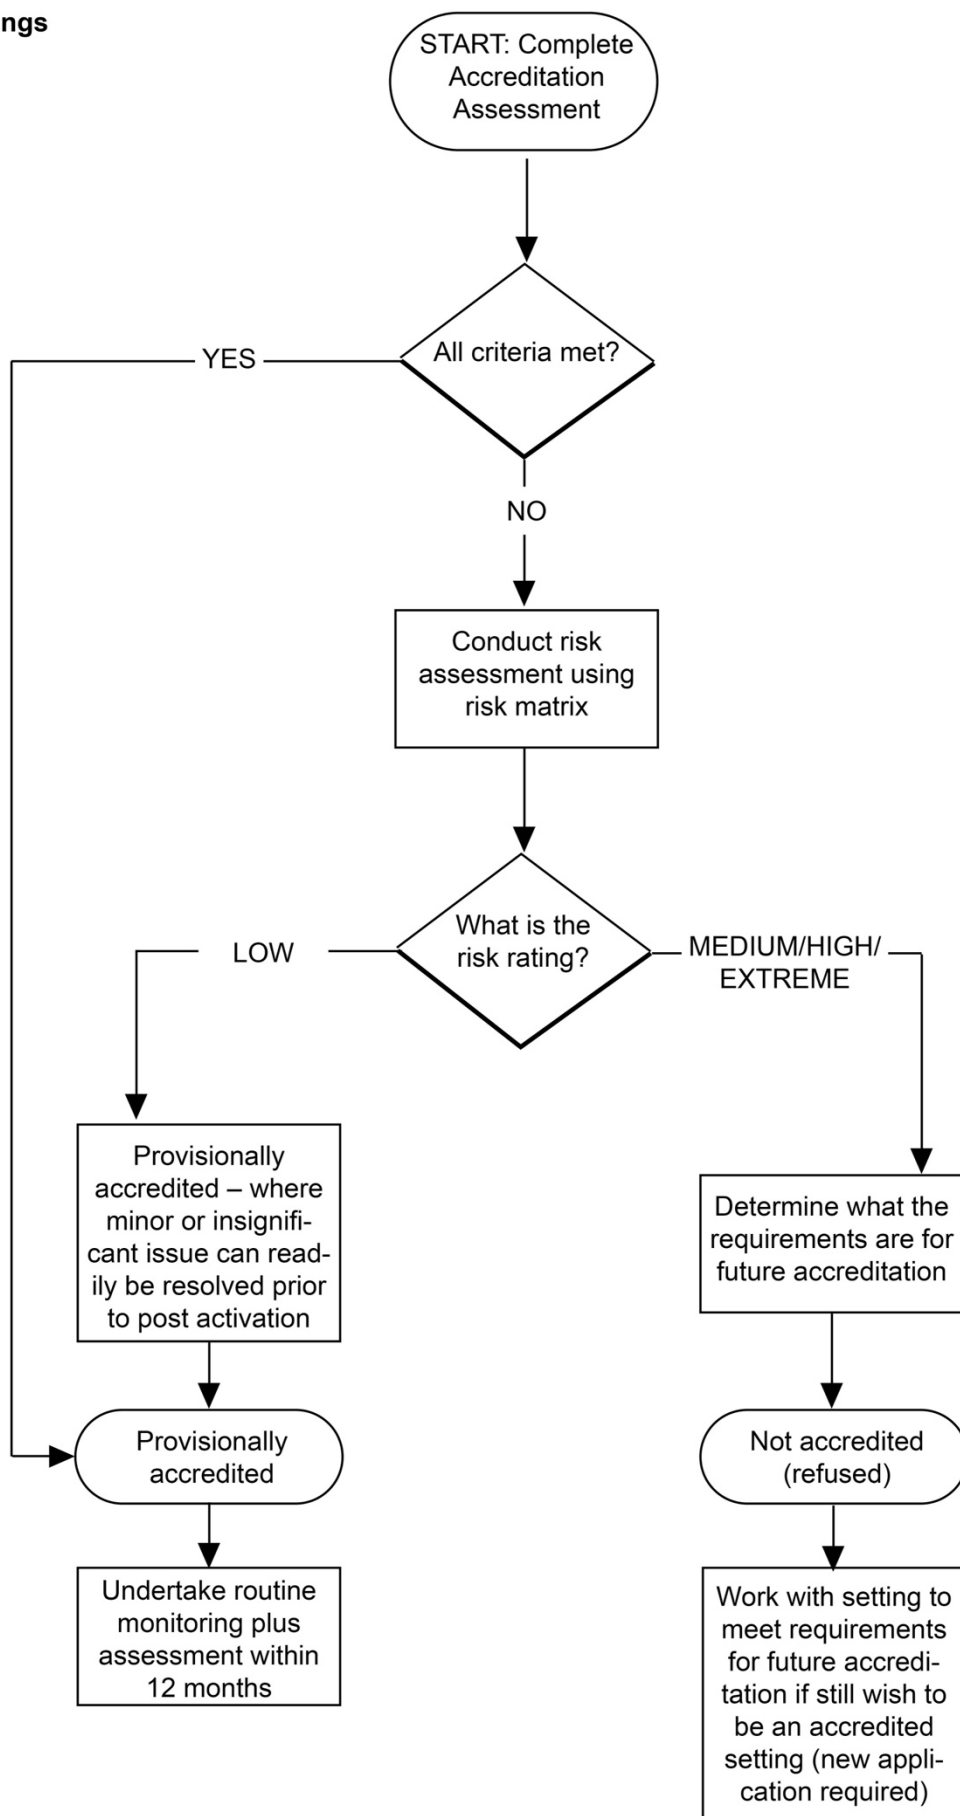 ngs
START: Complete
Accreditation
Assessment
All criteria met?
YES
NO
Conduct risk
assessment using
risk matrix
What is the
risk rating?
LOW
MEDIUM/HIGH/
EXTREME
Provisionally
accredited – where
minor or insignifi-
cant issue can read-
ily be resolved prior
to post activation
Determine what the
requirements are for
future accreditation
Provisionally
accredited
Not accredited
(refused)
Undertake routine
monitoring plus
assessment within
12 months
Work with setting to
meet requirements
for future accredi-
tation if still wish to
be an accredited
setting (new appli-
cation required)